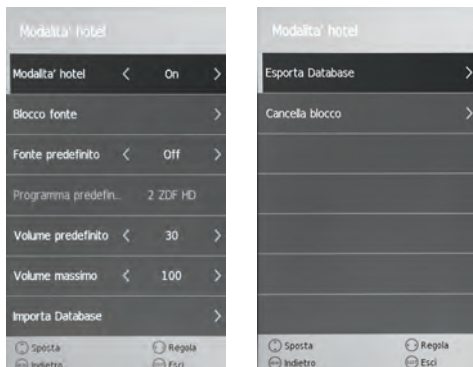 Modalita' hotel
Modalita' hotel < On >
Blocco fonte >
Fonte predefinito < Off >
Programma predefin... 2 ZDF HD
Volume predefinito < 30 >
Volume massimo < 100 >
Importa Database >
Sposta Regola
Indietro Esci
Modalita' hotel
Esporta Database >
Cancella blocco >
Sposta Regola
Indietro Esci